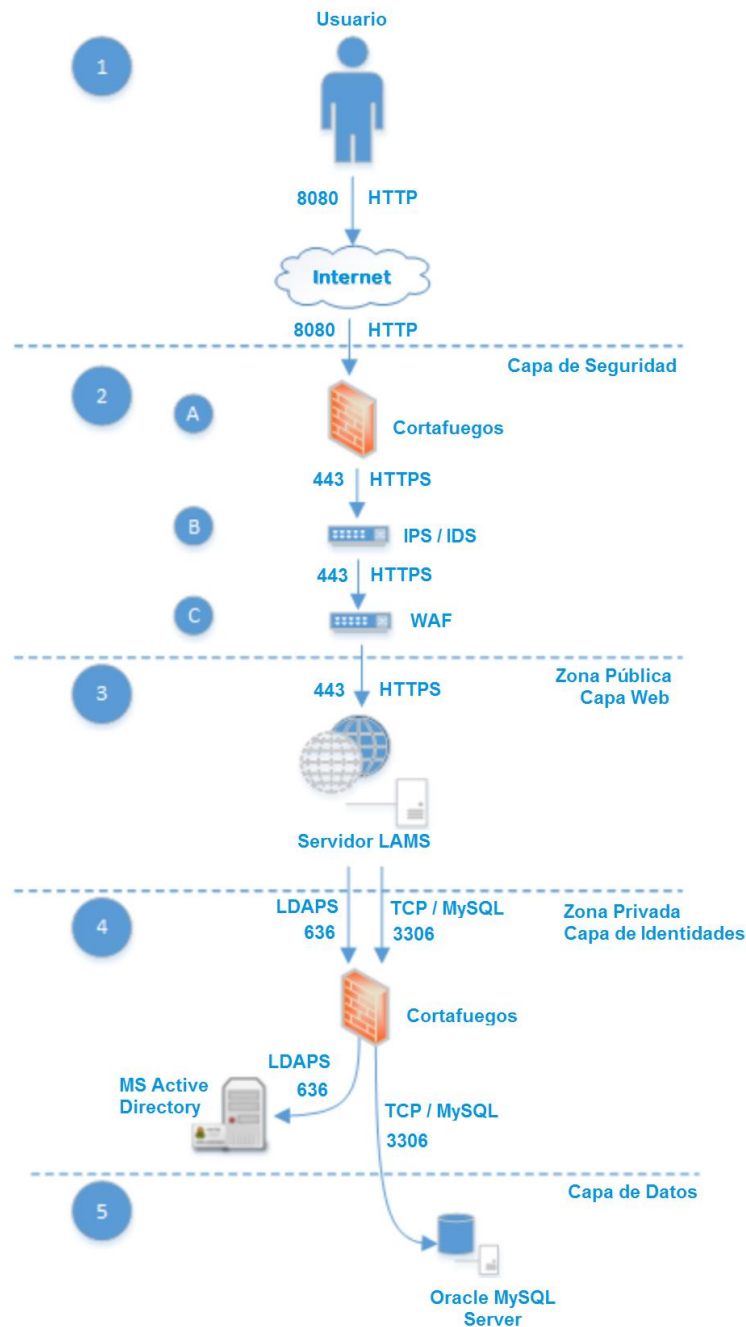 Usuario
1
8080 HTTP
Internet
8080 HTTP
Capa de Seguridad
2
A
Cortafuegos
443 HTTPS
B
IPS / IDS
443 HTTPS
C
WAF
Zona Pública
Capa Web
3
443 HTTPS
Servidor LAMS
LDAPS
636
TCP / MySQL
3306
Zona Privada
Capa de Identidades
4
Cortafuegos
LDAPS
636
MS Active
Directory
TCP / MySQL
3306
Capa de Datos
5
Oracle MySQL
Server